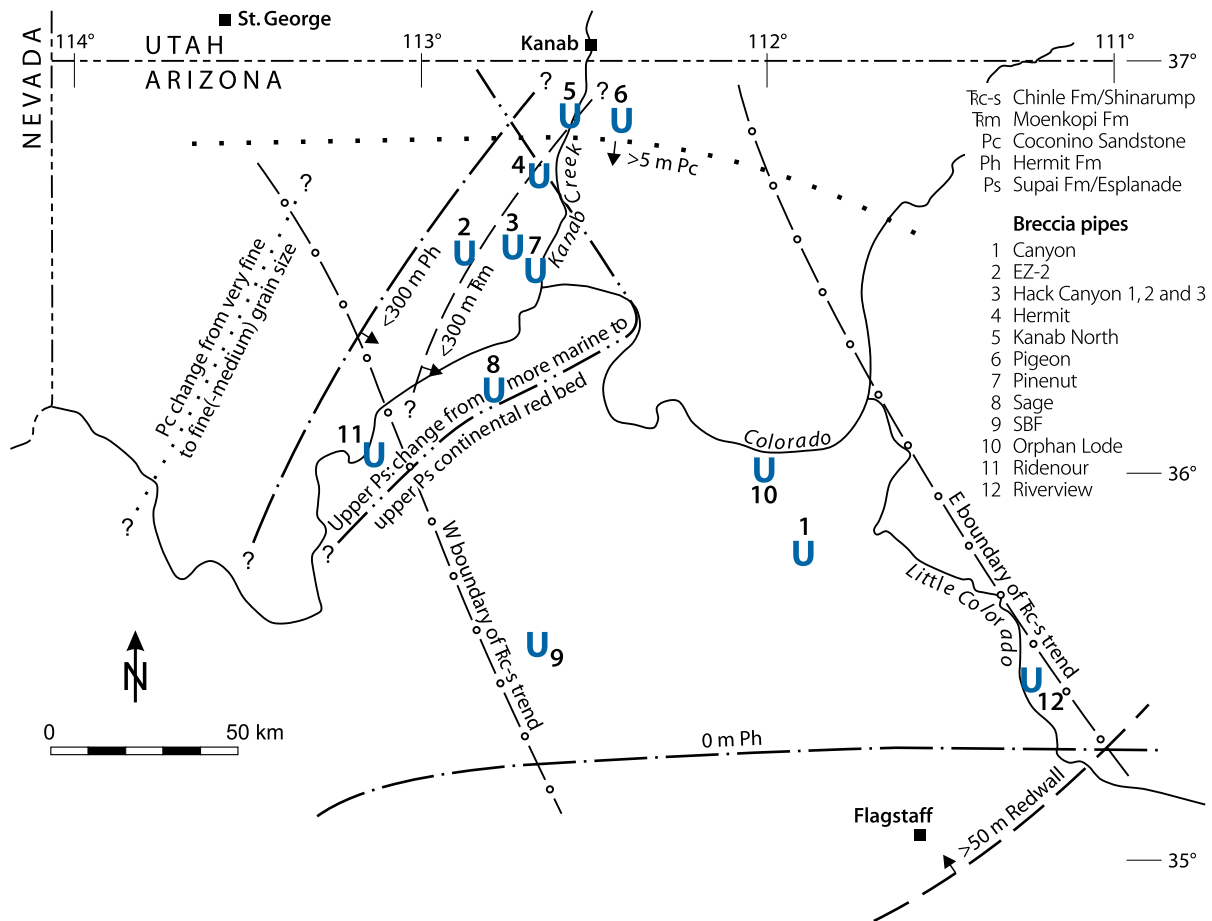 St. George
NEVADA
114°
UTAH
ARIZONA
113°
Kanab
112°
111°
37°
?
?
5
6
>5 m Pc
4
Kanab Creek
Ꞧc-s Chinle Fm/Shinarump
Ꞧm Moenkopi Fm
Pc Coconino Sandstone
Ph Hermit Fm
Ps Supai Fm/Esplanade
Breccia pipes
1 Canyon
2 EZ-2
3 Hack Canyon 1, 2 and 3
4 Hermit
5 Kanab North
6 Pigeon
7 Pinenut
8 Sage
9 SBF
10 Orphan Lode
11 Ridenour
12 Riverview
?
2
3
7
Pc change from very fine
to fine(-medium) grain size
<300 m Ph
<300 m Ꞧm
8
Upper Ps: change from more marine to
upper Ps continental red bed
?
11
Colorado
10
36°
?
?
?
1
W boundary of Ꞧc-s trend
E boundary of Ꞧc-s trend
Little Colorado
9
12
N
0 50 km
0 m Ph
Flagstaff
>50 m Redwall
35°
U
U
U
U
U
U
U
U
U
U
U
U